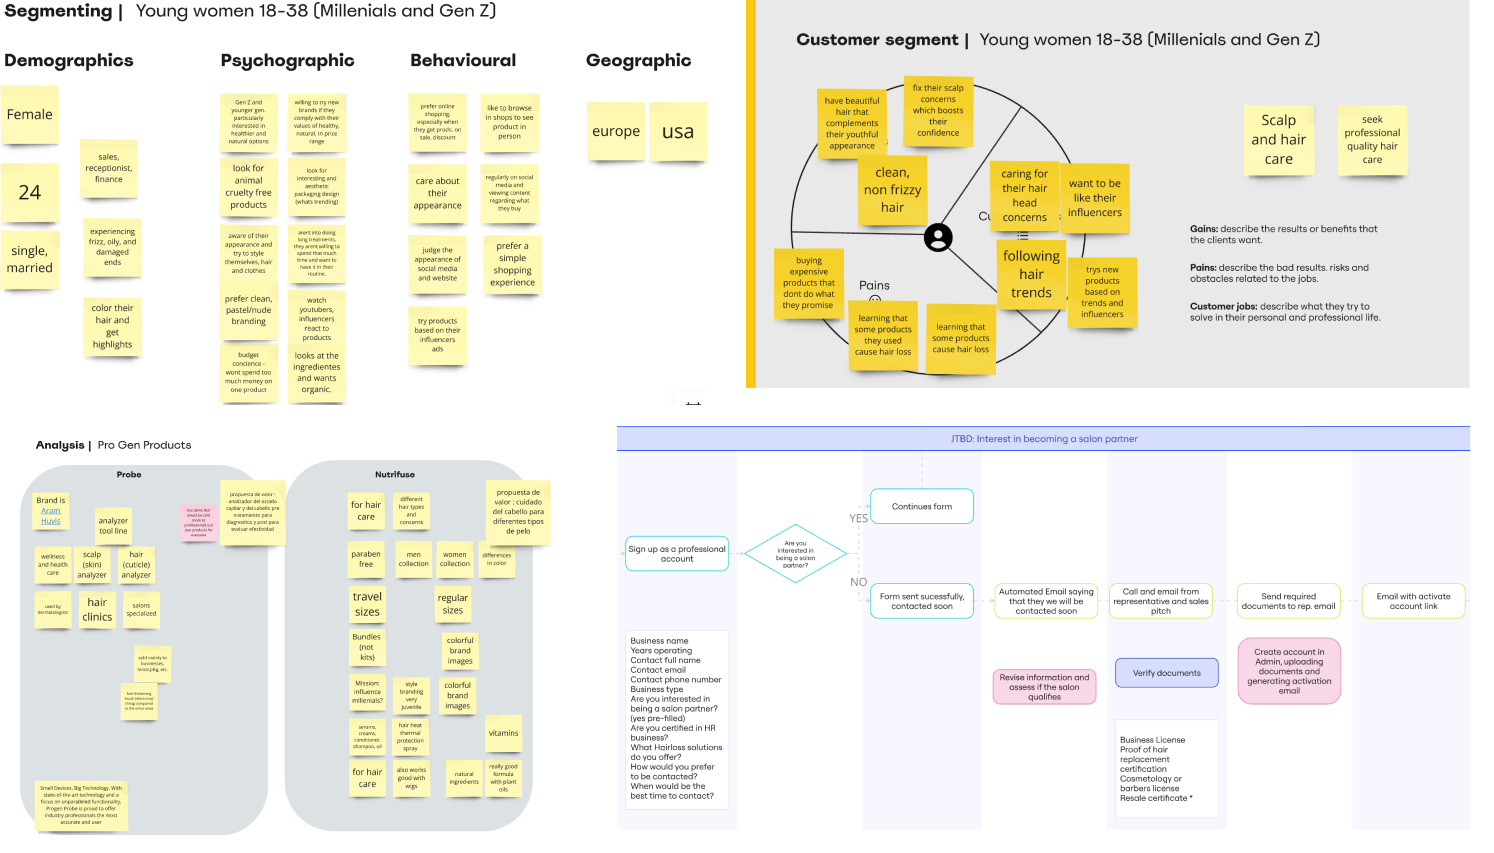 Segmenting | Young women 18-38 (Millenials and Gen Z)
Demographics
Female
24
single,
married
sales,
receptionist,
finance
experiencing
frizz, oily, and
damaged
ends
color their
hair and
get
highlights
Psychographic
Gen Z and
younger gen.
particularly
interested in
healthier and
natural options
willing to try new
brands if they
comply with their
values of healthy,
natural, in price
range
look for
animal
cruelty free
products
look for
interesting and
aesthetic
packaging design
(whats trending)
aware of their
appearance and
try to style
themselves, hair
and clothes
arent into doing
long treatments,
they arent willing to
spend that much
time and want to
have it in their
routine.
prefer clean,
pastel/nude
branding
watch
youtubers,
influencers
react to
products
budget
concience -
wont spend too
much money on
one product
looks at the
ingredientes
and wants
organic.
Behavioural
prefer online
shopping,
especially when
they get prods. on
sale, discount
like to browse
in shops to see
product in
person
care about
their
appearance
regularly on social
media and
viewing content
regarding what
they buy
judge the
appearance of
social media
and website
prefer a
simple
shopping
experience
try products
based on their
influencers
ads
Geographic
europe
usa
Customer segment | Young women 18-38 (Millenials and Gen Z)
have beautiful
hair that
complements
their youthful
appearance
fix their scalp
concerns
which boosts
their
confidence
clean,
non frizzy
hair
caring for
their hair
head
concerns
want to be
like their
influencers
following
hair
trends
trys new
products
based on
trends and
influencers
buying
expensive
products that
dont do what
they promise
Pains
learning that
some products
they used
cause hair loss
learning that
some products
cause hair loss
Scalp
and hair
care
seek
professional
quality hair
care
Gains: describe the results or benefits that
the clients want.
Pains: describe the bad results. risks and
obstacles related to the jobs.
Customer jobs: describe what they try to
solve in their personal and professional life.
Analysis | Pro Gen Products
Probe
Brand is
Aram
Huvis
analyzer
tool line
propuesta de valor :
analizador del estado
capilar y del cabello pre
tratamiento para
diagnostico y post para
evaluar efectividad
wellness
and health
care
scalp
(skin)
analyzer
hair
(cuticle)
analyzer
used by
dermatologists
hair
clinics
salons
specialized
sold mainly to
businesses,
Small Devices. Big Technology. With
state-of-the-art technology and a
focus on unparalleled functionality,
Progen Probe is proud to offer
industry professionals the most
accurate and user
Nutrifuse
for hair
care
different
hair types
and
concerns
propuesta de
valor : cuidado
del cabello para
diferentes tipos
de pelo
paraben
free
men
collection
women
collection
differences
in color
travel
sizes
regular
sizes
Bundles
(not
kits)
colorful
brand
images
Mission:
influence
millenials?
style
branding
very
juvenile
colorful
brand
images
serums,
creams,
conditioner,
shampoo, oil
hair heat
thermal
protection
spray
vitamins
for hair
care
also works
good with
wigs
natural
ingredients
really good
formula
with plant
oils
JTBD: Interest in becoming a salon partner
Sign up as a professional
account
Are you
interested in
being a salon
partner?
YES
NO
Continues form
Form sent sucessfully,
contacted soon
Automated Email saying
that they we will be
contacted soon
Call and email from
representative and sales
pitch
Send required
documents to rep. email
Email with activate
account link
Revise information and
assess if the salon
qualifies
Verify documents
Create account in
Admin, uploading
documents and
generating activation
email
Business name
Years operating
Contact full name
Contact email
Contact phone number
Business type
Are you interested in
being a salon partner?
(yes pre-filled)
Are you certified in HR
business?
What Hairloss solutions
do you offer?
How would you prefer
to be contacted?
When would be the
best time to contact?
Business License
Proof of hair
replacement
certification
Cosmetology or
barbers license
Resale certificate *